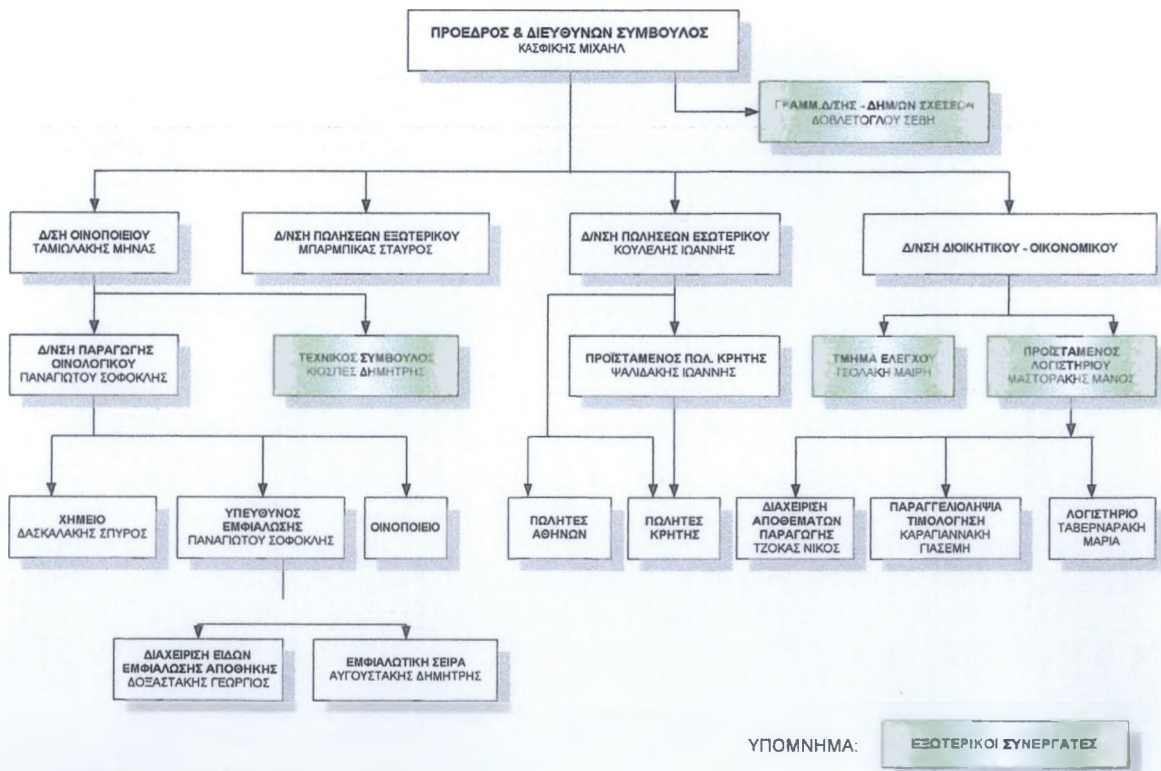 ΠΡΟΕΔΡΟΣ & ΔΙΕΥΘΥΝΩΝ ΣΥΜΒΟΥΛΟΣ
ΚΑΣΦΙΚΗΣ ΜΙΧΑΗΛ
ΓΡΑΜΜ.Δ/ΣΗΣ - ΔΗΜ/ΩΝ ΣΧΕΣΕΩΝ
ΔΟΒΛΕΤΟΓΛΟΥ ΣΕΒΗ
Δ/ΣΗ ΟΙΝΟΠΟΙΕΙΟΥ
ΤΑΜΙΩΛΑΚΗΣ ΜΗΝΑΣ
Δ/ΝΣΗ ΠΩΛΗΣΕΩΝ ΕΞΩΤΕΡΙΚΟΥ
ΜΠΑΡΜΠΙΚΑΣ ΣΤΑΥΡΟΣ
Δ/ΝΣΗ ΠΩΛΗΣΕΩΝ ΕΣΩΤΕΡΙΚΟΥ
ΚΟΥΛΕΛΗΣ ΙΩΑΝΝΗΣ
Δ/ΝΣΗ ΔΙΟΙΚΗΤΙΚΟΥ - ΟΙΚΟΝΟΜΙΚΟΥ
Δ/ΝΣΗ ΠΑΡΑΓΩΓΗΣ
ΟΙΝΟΛΟΓΙΚΟΥ
ΠΑΝΑΓΙΩΤΟΥ ΣΟΦΟΚΛΗΣ
ΤΕΧΝΙΚΟΣ ΣΥΜΒΟΥΛΟΣ
ΚΙΟΣΠΕΣ ΔΗΜΗΤΡΗΣ
ΠΡΟΪΣΤΑΜΕΝΟΣ ΠΩΛ. ΚΡΗΤΗΣ
ΨΑΛΙΔΑΚΗΣ ΙΩΑΝΝΗΣ
ΤΜΗΜΑ ΕΛΕΓΧΟΥ
ΤΣΟΛΑΚΗ ΜΑΙΡΗ
ΠΡΟΪΣΤΑΜΕΝΟΣ
ΛΟΓΙΣΤΗΡΙΟΥ
ΜΑΣΤΟΡΑΚΗΣ ΜΑΝΟΣ
ΧΗΜΕΙΟ
ΔΑΣΚΑΛΑΚΗΣ ΣΠΥΡΟΣ
ΥΠΕΥΘΥΝΟΣ
ΕΜΦΙΑΛΩΣΗΣ
ΠΑΝΑΓΙΩΤΟΥ ΣΟΦΟΚΛΗΣ
ΟΙΝΟΠΟΙΕΙΟ
ΠΩΛΗΤΕΣ
ΑΘΗΝΩΝ
ΠΩΛΗΤΕΣ
ΚΡΗΤΗΣ
ΔΙΑΧΕΙΡΙΣΗ
ΑΠΟΘΕΜΑΤΩΝ
ΠΑΡΑΓΩΓΗΣ
ΤΖΟΚΑΣ ΝΙΚΟΣ
ΠΑΡΑΓΓΕΛΙΟΛΗΨΙΑ
ΤΙΜΟΛΟΓΗΣΗ
ΚΑΡΑΓΙΑΝΝΑΚΗ
ΓΙΑΣΕΜΗ
ΛΟΓΙΣΤΗΡΙΟ
ΤΑΒΕΡΝΑΡΑΚΗ
ΜΑΡΙΑ
ΔΙΑΧΕΙΡΙΣΗ ΕΙΔΩΝ
ΕΜΦΙΑΛΩΣΗΣ ΑΠΟΘΗΚΗΣ
ΔΟΞΑΣΤΑΚΗΣ ΓΕΩΡΓΙΟΣ
ΕΜΦΙΑΛΩΤΙΚΗ ΣΕΙΡΑ
ΑΥΓΟΥΣΤΑΚΗΣ ΔΗΜΗΤΡΗΣ
ΥΠΟΜΝΗΜΑ:
ΕΞΩΤΕΡΙΚΟΙ ΣΥΝΕΡΓΑΤΕΣ